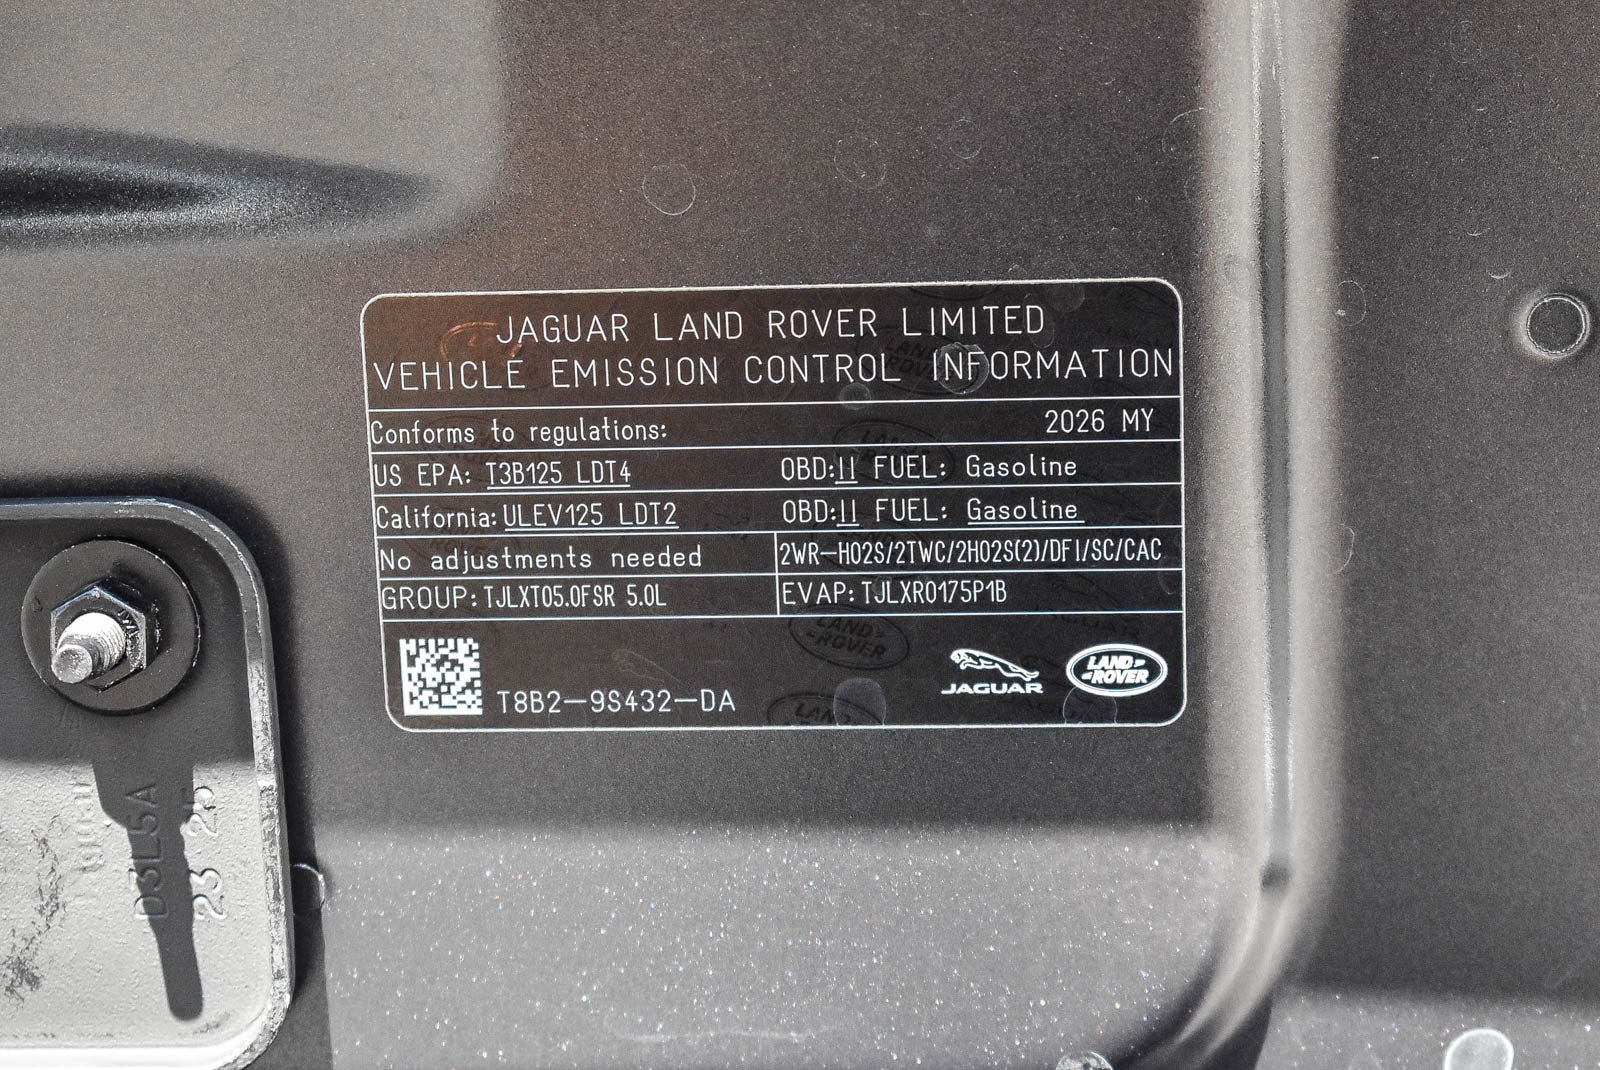 JAGUAR LAND ROVER LIMITED
VEHICLE EMISSION CONTROL INFORMATION
Conforms to regulations: 2026 MY
US EPA: T3B125 LDT4 OBD:II FUEL: Gasoline
California: ULEV125 LDT2 OBD:II FUEL: Gasoline
No adjustments needed 2WR-HO2S/2TWC/2HO2S(2)/DFI/SC/CAC
GROUP: TJLXT05.0FSR 5.0L EVAP: TJLXR0175P1B
T8B2-9S432-DA
JAGUAR
LAND ROVER
D3L5A
23 25